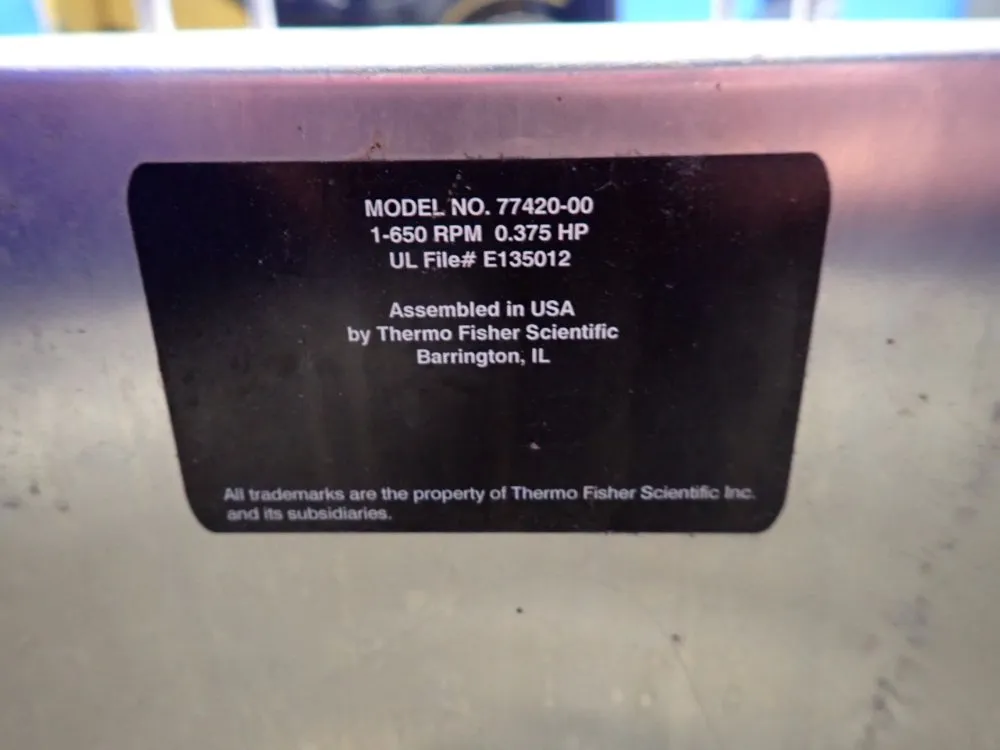 MODEL NO. 77420-00
1-650 RPM 0.375 HP
UL File# E135012
Assembled in USA
by Thermo Fisher Scientific
Barrington, IL
All trademarks are the property of Thermo Fisher Scientific Inc.
and its subsidiaries.